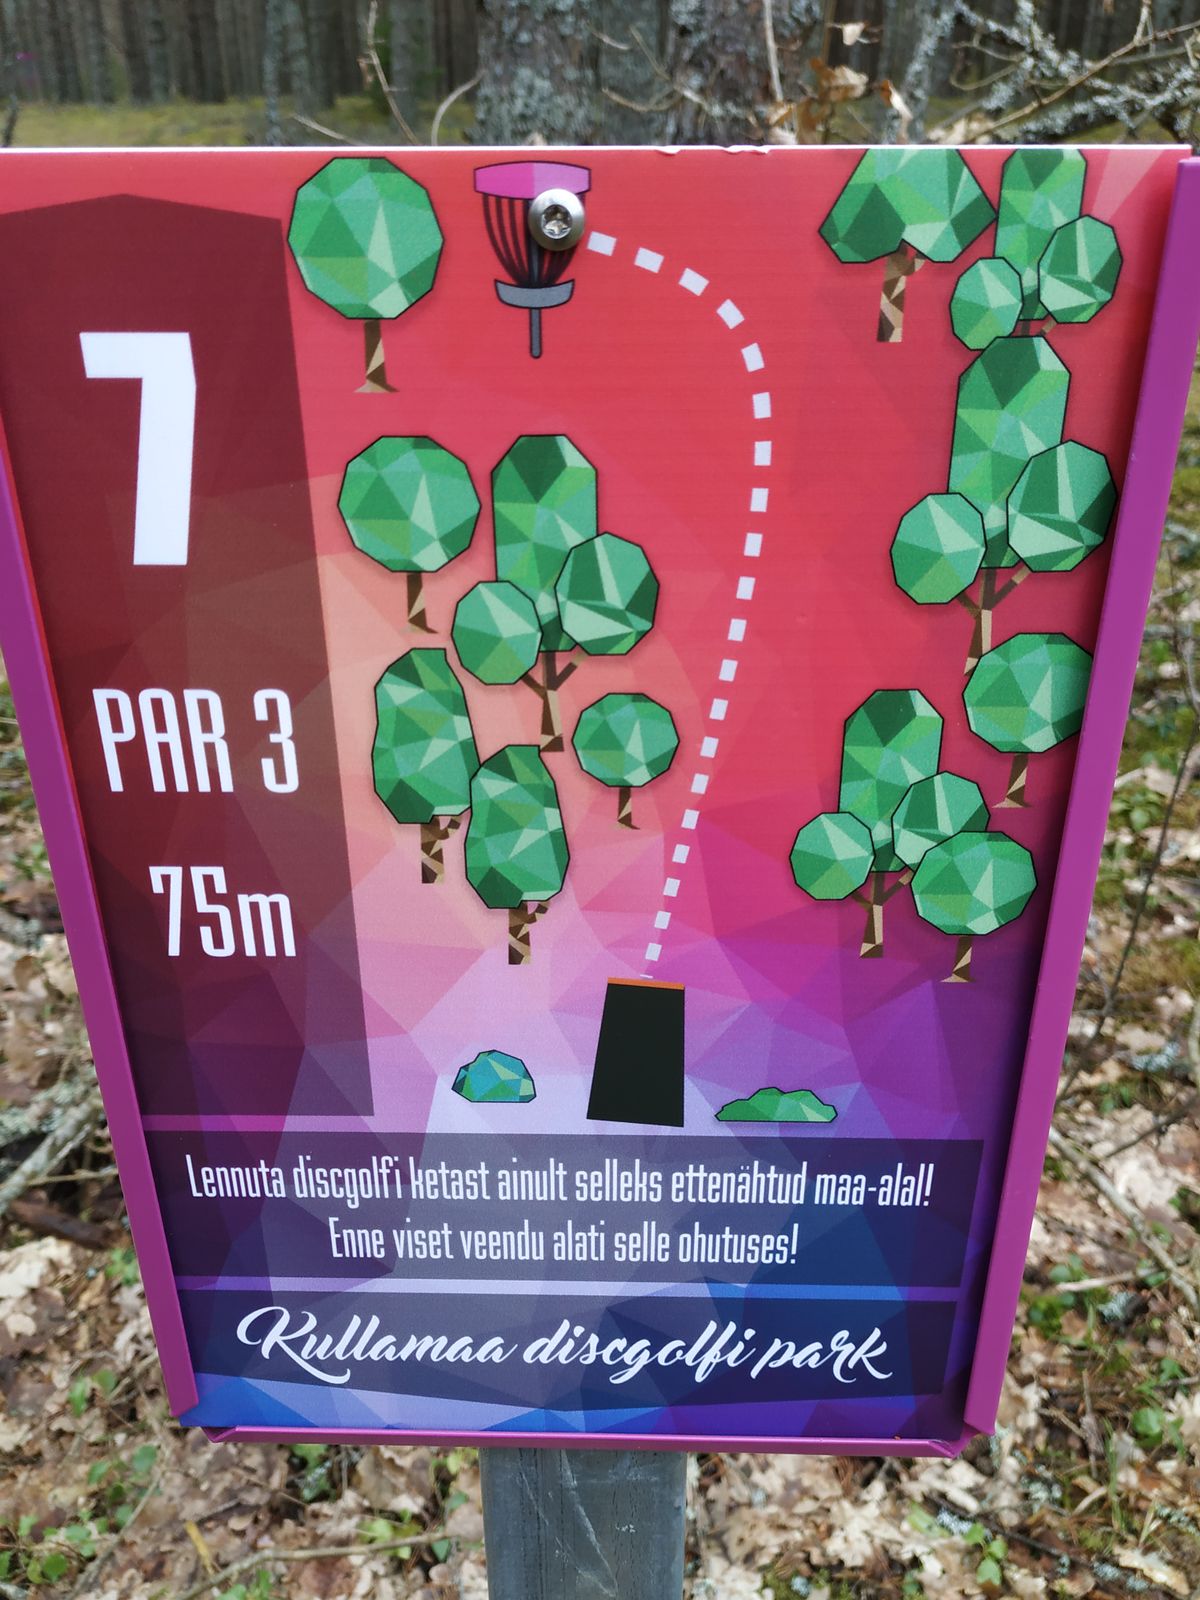 7
PAR 3
75m
Lennuta discgolfi ketast ainult selleks ettenähtud maa-alal!
Enne viset veendu alati selle ohutuses!
Kullamaa discgolfi park